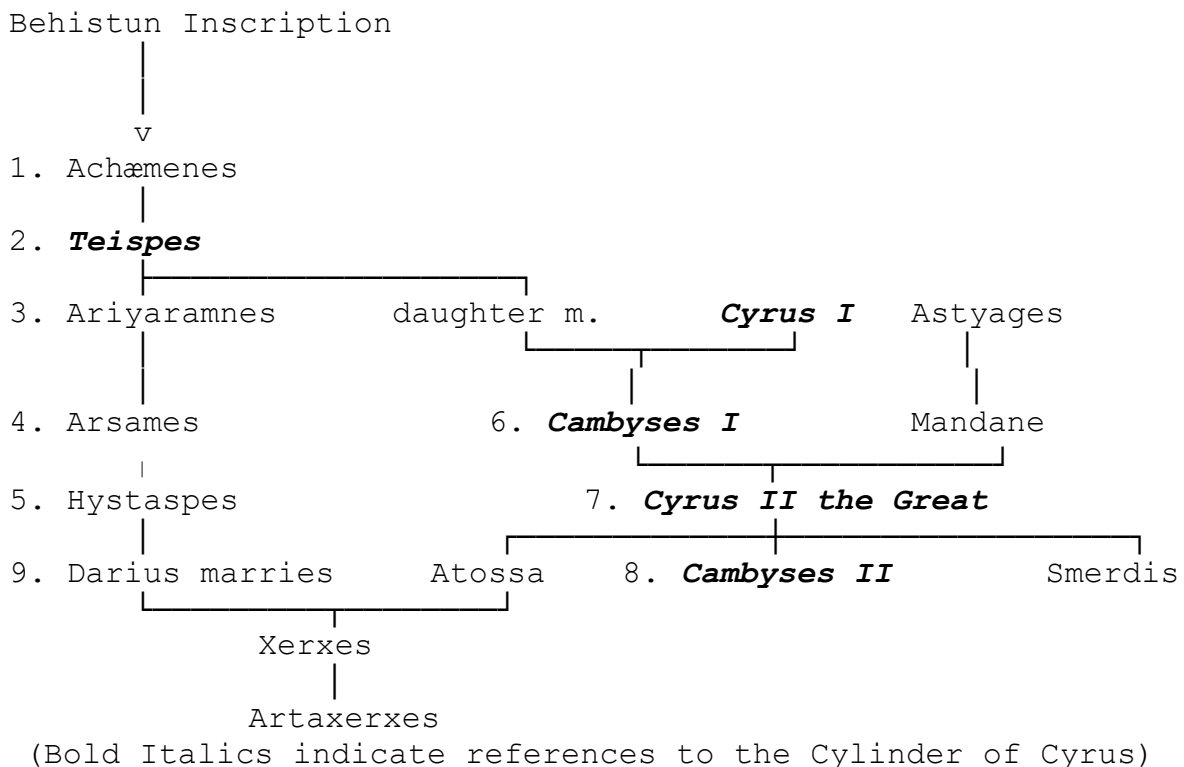 Behistun Inscription
v
1. Achæmenes
2. Teispes
3. Ariyaramnes daughter m. Cyrus I Astyages
4. Arsames 6. Cambyses I Mandane
5. Hystaspes 7. Cyrus II the Great
9. Darius marries Atossa 8. Cambyses II Smerdis
Xerxes
Artaxerxes
(Bold Italics indicate references to the Cylinder of Cyrus)